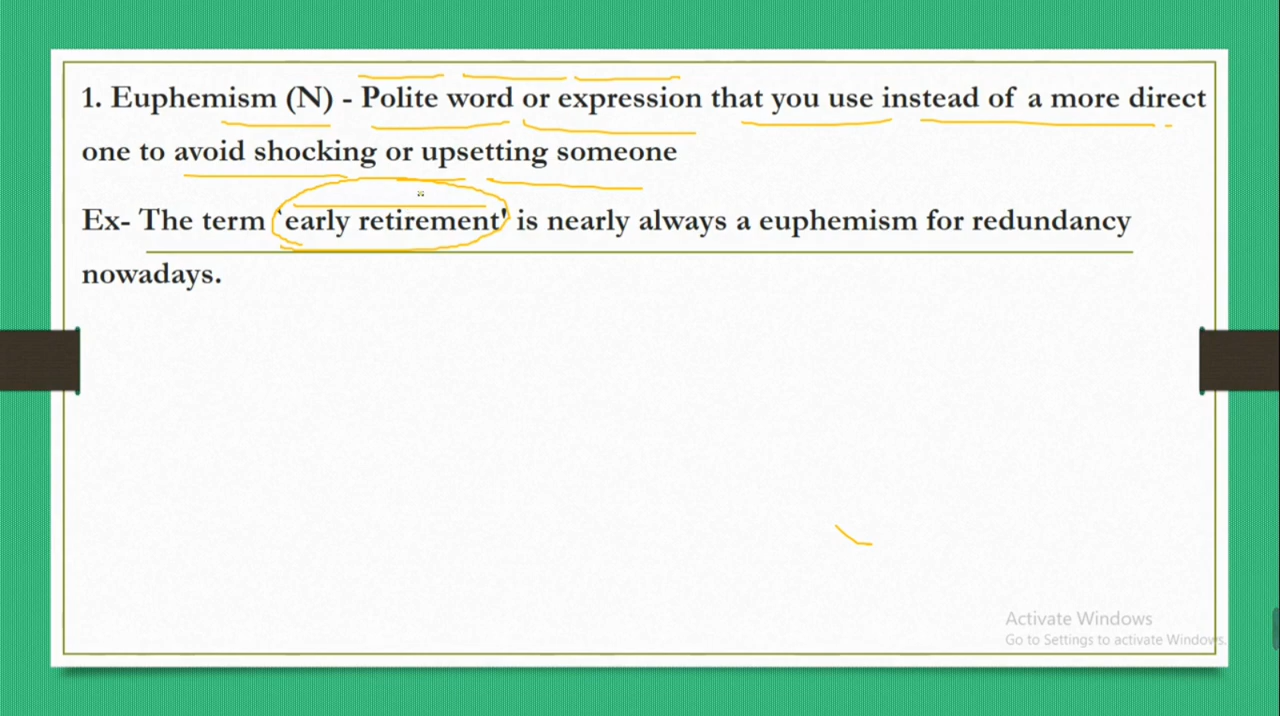 1. Euphemism (N) - Polite word or expression that you use instead of a more direct
one to avoid shocking or upsetting someone
Ex- The term 'early retirement' is nearly always a euphemism for redundancy
nowadays.
Activate Windows
Go to Settings to activate Windows.